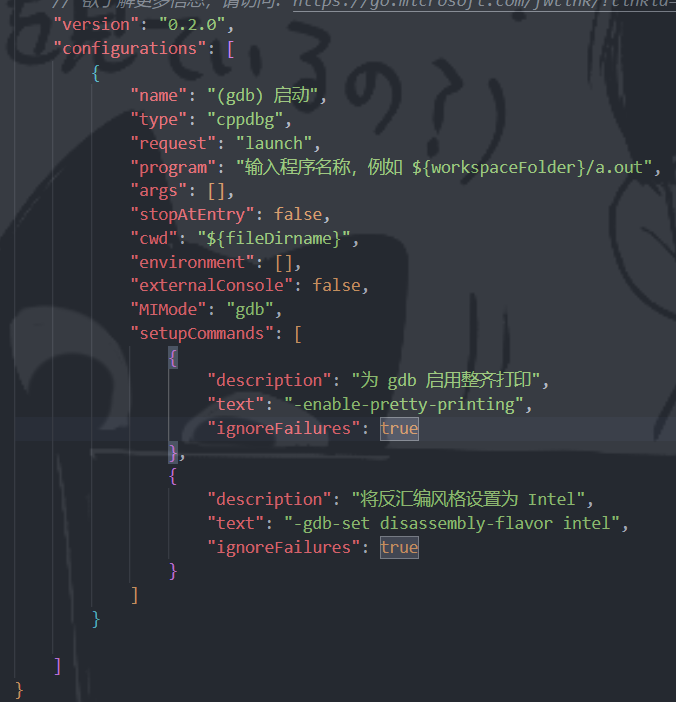 // 欲了解更多信息，请访问: https://go.microsoft.com/fwlink/?linkid=
"version": "0.2.0",
"configurations": [
{
"name": "(gdb) 启动",
"type": "cppdbg",
"request": "launch",
"program": "输入程序名称，例如 ${workspaceFolder}/a.out",
"args": [],
"stopAtEntry": false,
"cwd": "${fileDirname}",
"environment": [],
"externalConsole": false,
"MIMode": "gdb",
"setupCommands": [
{
"description": "为 gdb 启用整齐打印",
"text": "-enable-pretty-printing",
"ignoreFailures": true
},
{
"description": "将反汇编风格设置为 Intel",
"text": "-gdb-set disassembly-flavor intel",
"ignoreFailures": true
}
]
}
]
}
ているの?)